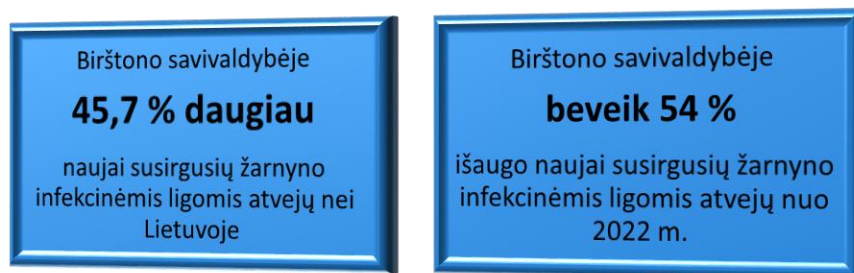 Birštono savivaldybėje
45,7 % daugiau
naujai susirgusių žarnyno
infekcinėmis ligomis atvejų nei
Lietuvoje
Birštono savivaldybėje
beveik 54 %
išaugo naujai susirgusių žarnyno
infekcinėmis ligomis atvejų nuo
2022 m.